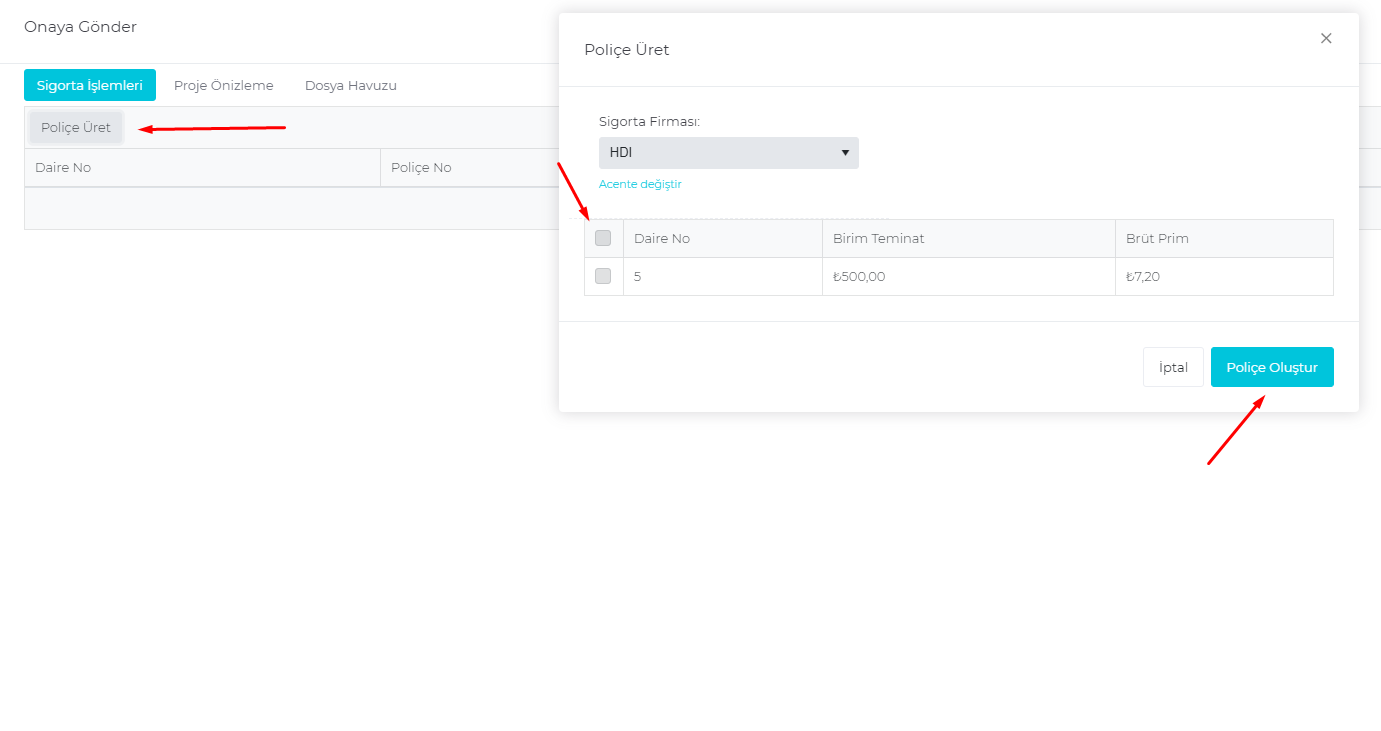 Onaya Gönder
Sigorta İşlemleri Proje Önizleme Dosya Havuzu
Poliçe Üret
Daire No Poliçe No
Poliçe Üret
Sigorta Firması:
HDI
Acente değiştir
Daire No Birim Teminat Brüt Prim
5 ₺500,00 ₺7,20
İptal Poliçe Oluştur